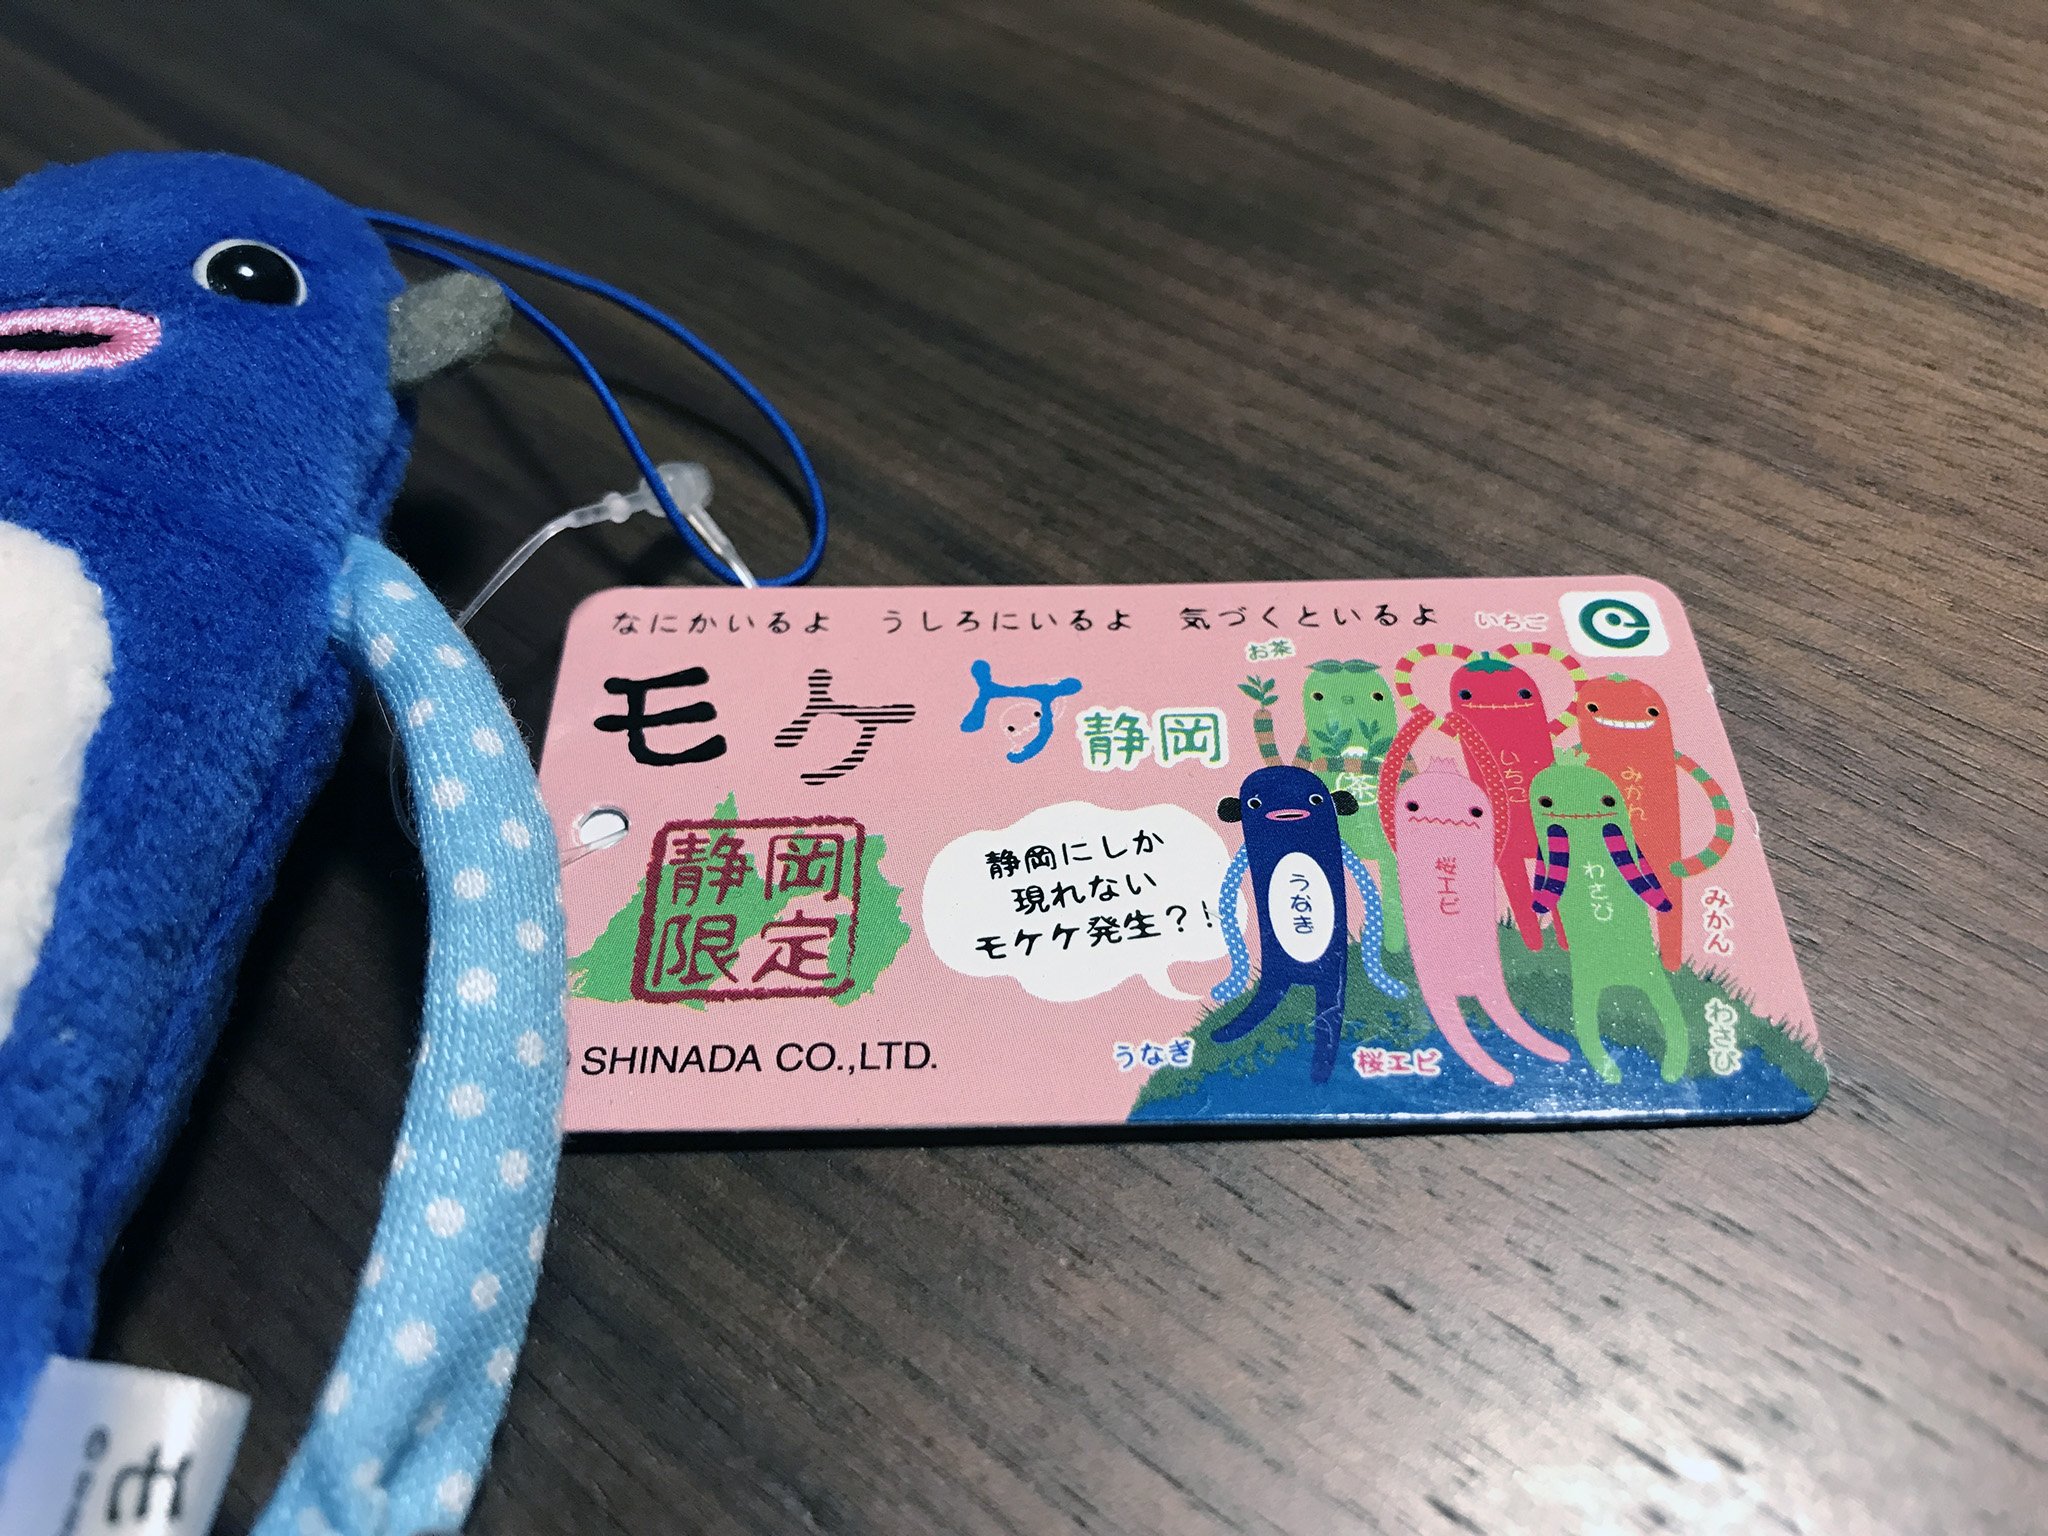 なにかいるよ うしろにいるよ 気づくといるよ
モケケ静岡
静岡
限定
静岡にしか
現れない
モケケ発生?!
SHINADA CO.,LTD.
お茶
いちご
みかん
うなぎ
桜エビ
わさび
茶
いちご
みかん
うなぎ
桜エビ
わさび